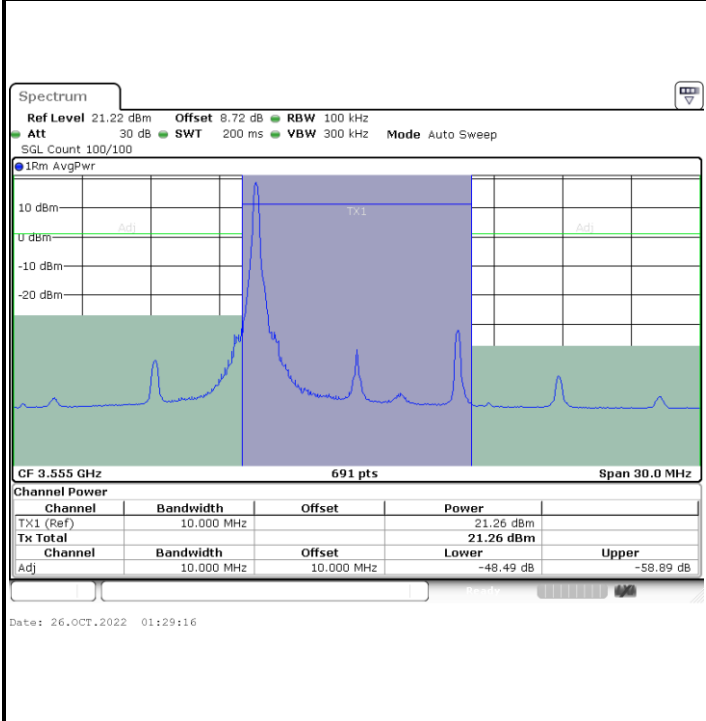 Spectrum
Ref Level 21.22 dBm Offset 8.72 dB RBW 100 kHz
Att 30 dB SWT 200 ms VBW 300 kHz Mode Auto Sweep
SGL Count 100/100
1Rm AvgPwr
10 dBm
TX1
Adj Adj
0 dBm
-10 dBm
-20 dBm
CF 3.555 GHz 691 pts Span 30.0 MHz
Channel Power
Channel Bandwidth Offset Power
TX1 (Ref) 10.000 MHz 21.26 dBm
Tx Total 21.26 dBm
Channel Bandwidth Offset Lower Upper
Adj 10.000 MHz 10.000 MHz -48.49 dB -58.89 dB
Ready
Date: 26.OCT.2022 01:29:16